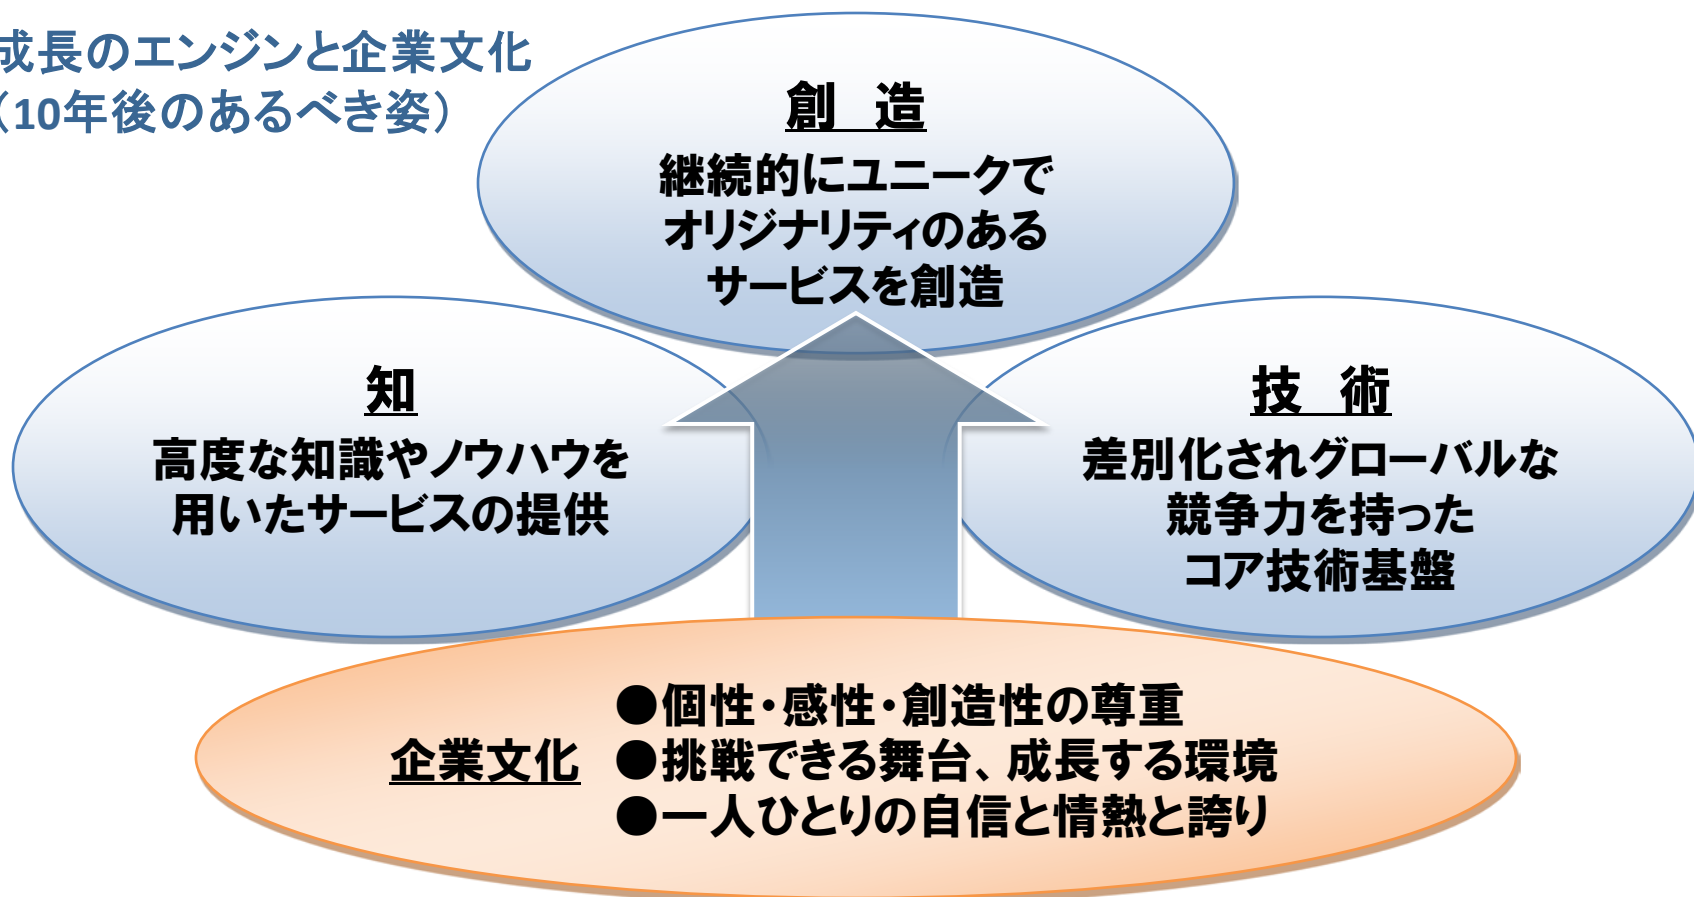 成長のエンジンと企業文化
（10年後のあるべき姿）
創　造
継続的にユニークで
オリジナリティのある
サービスを創造
知
高度な知識やノウハウを
用いたサービスの提供
技　術
差別化されグローバルな
競争力を持った
コア技術基盤
企業文化
●個性・感性・創造性の尊重
●挑戦できる舞台、成長する環境
●一人ひとりの自信と情熱と誇り